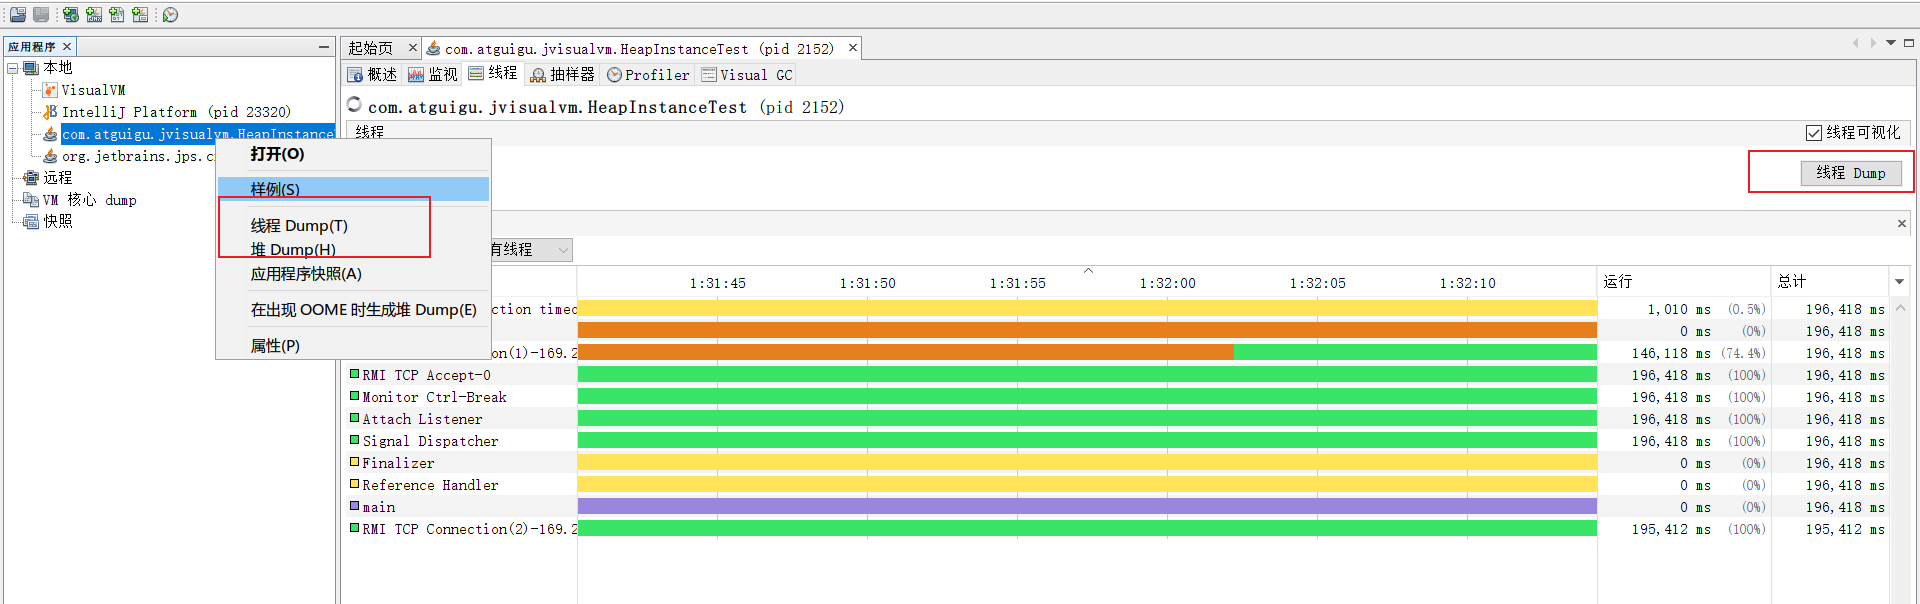 应用程序 ×
本地
VisualVM
IntelliJ Platform (pid 23320)
com.atguigu.jvisualvm.HeapInstance
org.jetbrains.jps.c
远程
VM 核心 dump
快照
打开(O)
样例(S)
线程 Dump(T)
堆 Dump(H)
应用程序快照(A)
在出现 OOME 时生成堆 Dump(E)
属性(P)
起始页 × com.atguigu.jvisualvm.HeapInstanceTest (pid 2152) ×
概述 监视 线程 抽样器 Profiler Visual GC
com.atguigu.jvisualvm.HeapInstanceTest (pid 2152)
线程 线程可视化
线程 Dump
有线程
1:31:45 1:31:50 1:31:55 1:32:00 1:32:05 1:32:10 运行 总计
ction timeo 1,010 ms (0.5%) 196,418 ms
0 ms (0%) 196,418 ms
on(1)-169.2 146,118 ms (74.4%) 196,418 ms
RMI TCP Accept-0 196,418 ms (100%) 196,418 ms
Monitor Ctrl-Break 196,418 ms (100%) 196,418 ms
Attach Listener 196,418 ms (100%) 196,418 ms
Signal Dispatcher 196,418 ms (100%) 196,418 ms
Finalizer 0 ms (0%) 196,418 ms
Reference Handler 0 ms (0%) 196,418 ms
main 0 ms (0%) 196,418 ms
RMI TCP Connection(2)-169.2 195,412 ms (100%) 195,412 ms